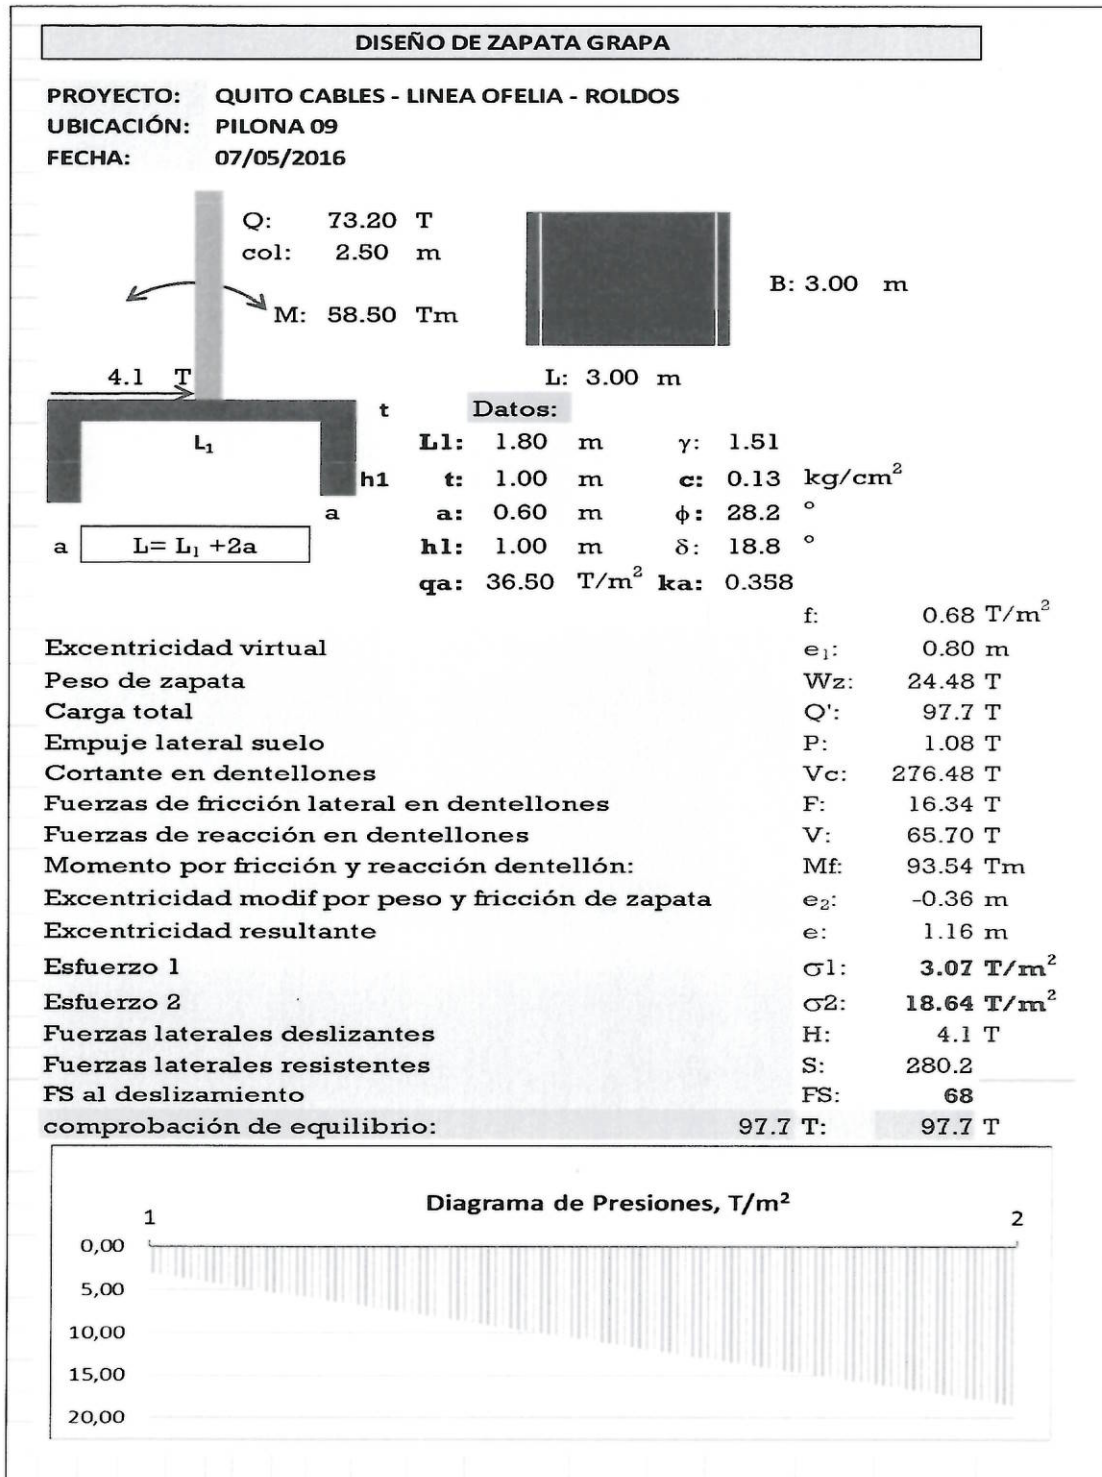 DISEÑO DE ZAPATA GRAPA
PROYECTO: QUITO CABLES - LINEA OFELIA - ROLDOS
UBICACIÓN: PILONA 09
FECHA: 07/05/2016
Q: 73.20 T
col: 2.50 m
B: 3.00 m
M: 58.50 Tm
4.1 T
L: 3.00 m
t
Datos:
L₁
L1: 1.80 m γ: 1.51
h1
t: 1.00 m c: 0.13 kg/cm²
a
a: 0.60 m ϕ: 28.2 °
a
L= L₁ +2a
h1: 1.00 m δ: 18.8 °
qa: 36.50 T/m² ka: 0.358
f: 0.68 T/m²
Excentricidad virtual e₁: 0.80 m
Peso de zapata Wz: 24.48 T
Carga total Q': 97.7 T
Empuje lateral suelo P: 1.08 T
Cortante en dentellones Vc: 276.48 T
Fuerzas de fricción lateral en dentellones F: 16.34 T
Fuerzas de reacción en dentellones V: 65.70 T
Momento por fricción y reacción dentellón: Mf: 93.54 Tm
Excentricidad modif por peso y fricción de zapata e₂: -0.36 m
Excentricidad resultante e: 1.16 m
Esfuerzo 1 σ1: 3.07 T/m²
Esfuerzo 2 σ2: 18.64 T/m²
Fuerzas laterales deslizantes H: 4.1 T
Fuerzas laterales resistentes S: 280.2
FS al deslizamiento FS: 68
comprobación de equilibrio: 97.7 T: 97.7 T
Diagrama de Presiones, T/m²
1 2
0,00
5,00
10,00
15,00
20,00